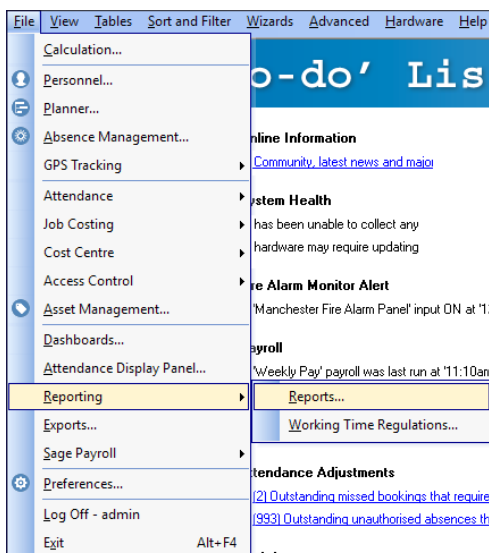 File View Tables Sort and Filter Wizards Advanced Hardware Help
Calculation...
Personnel...
Planner...
Absence Management...
GPS Tracking
Attendance
Job Costing
Cost Centre
Access Control
Asset Management...
Dashboards...
Attendance Display Panel...
Reporting
Exports...
Sage Payroll
Preferences...
Log Off - admin
Exit Alt+F4
Reports...
Working Time Regulations...
o-do' Lis
nline Information
Community, latest news and major
ystem Health
has been unable to collect any
hardware may require updating
re Alarm Monitor Alert
'Manchester Fire Alarm Panel' input ON at '1
ayroll
'Weekly Pay' payroll was last run at '11:10am
tendance Adjustments
(2) Outstanding missed bookings that require
(993) Outstanding unauthorised absences th